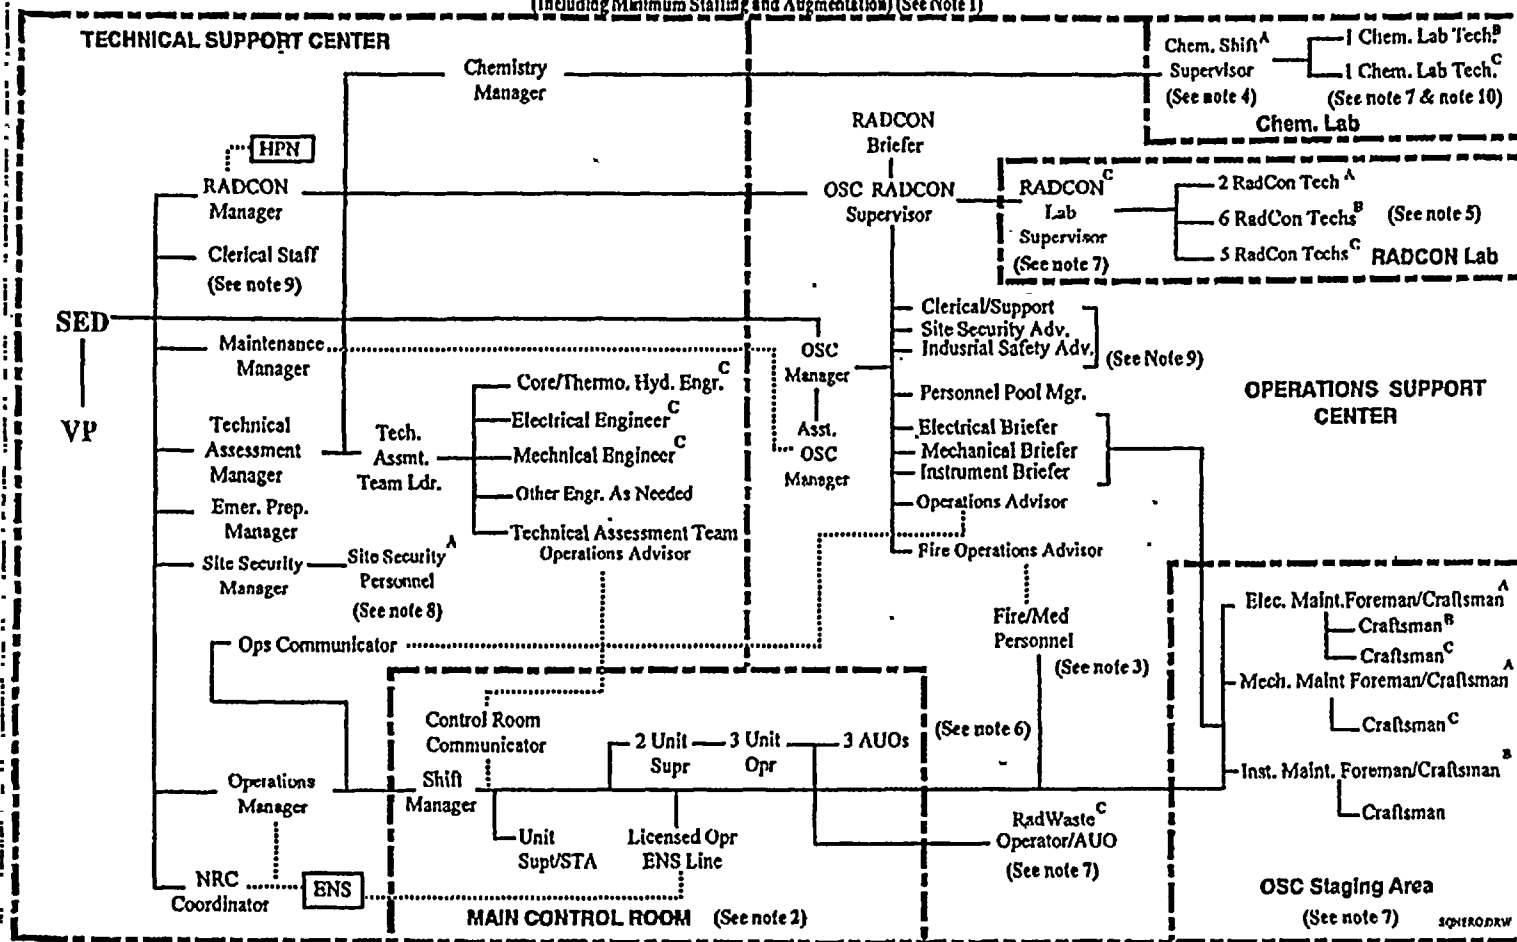 (Including Minimum Staffing and Augmentation) (See Note 1)
TECHNICAL SUPPORT CENTER
Chemistry
Manager
Chem. Shift A
Supervisor
(See note 4)
1 Chem. Lab Tech. B
1 Chem. Lab Tech. C
(See note 7 & note 10)
Chem. Lab
HPN
RADCON
Manager
RADCON
Briefer
OSC RADCON
Supervisor
RADCON C
Lab
Supervisor
(See note 7)
2 RadCon Tech A
6 RadCon Techs B
(See note 5)
5 RadCon Techs C
RADCON Lab
Clerical Staff
(See note 9)
SED
VP
Maintenance
Manager
OSC
Manager
Asst.
OSC
Manager
Clerical/Support
Site Security Adv.
Indusrial Safety Adv.
(See Note 9)
Personnel Pool Mgr.
Electrical Briefer
Mechanical Briefer
Instrument Briefer
Operations Advisor
Fire Operations Advisor
OPERATIONS SUPPORT
CENTER
Technical
Assessment
Manager
Tech.
Assmt.
Team Ldr.
Core/Thermo. Hyd. Engr. C
Electrical Engineer C
Mechnical Engineer C
Other Engr. As Needed
Technical Assessment Team
Operations Advisor
Emer. Prep.
Manager
Site Security
Manager
Site Security A
Personnel
(See note 8)
Ops Communicator
Fire/Med
Personnel
(See note 3)
Elec. Maint.Foreman/Craftsman A
Craftsman B
Craftsman C
Mech. Maint Foreman/Craftsman A
Craftsman C
Inst. Maint. Foreman/Craftsman B
Craftsman
Control Room
Communicator
2 Unit
Supr
3 Unit
Opr
3 AUOs
(See note 6)
Operations
Manager
Shift
Manager
Unit
Supt/STA
Licensed Opr
ENS Line
RadWaste C
Operator/AUO
(See note 7)
NRC
Coordinator
ENS
MAIN CONTROL ROOM (See note 2)
OSC Staging Area
(See note 7)
SQNERO.DRW